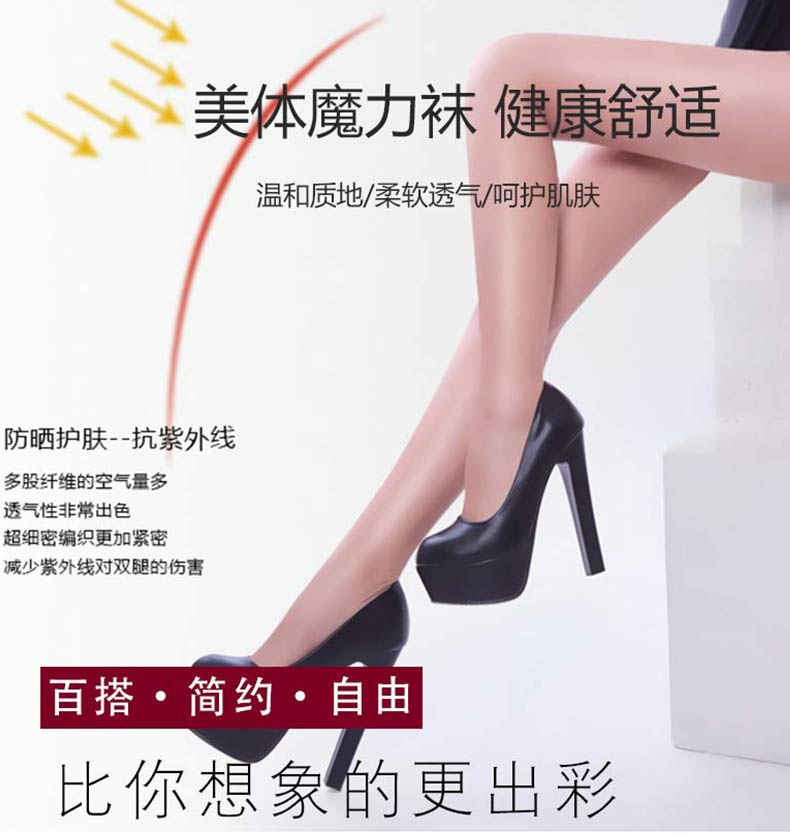 美体魔力袜 健康舒适
温和质地/柔软透气/呵护肌肤
防晒护肤--抗紫外线
多股纤维的空气量多
透气性非常出色
超细密编织更加紧密
减少紫外线对双腿的伤害
百搭·简约·自由
比你想象的更出彩